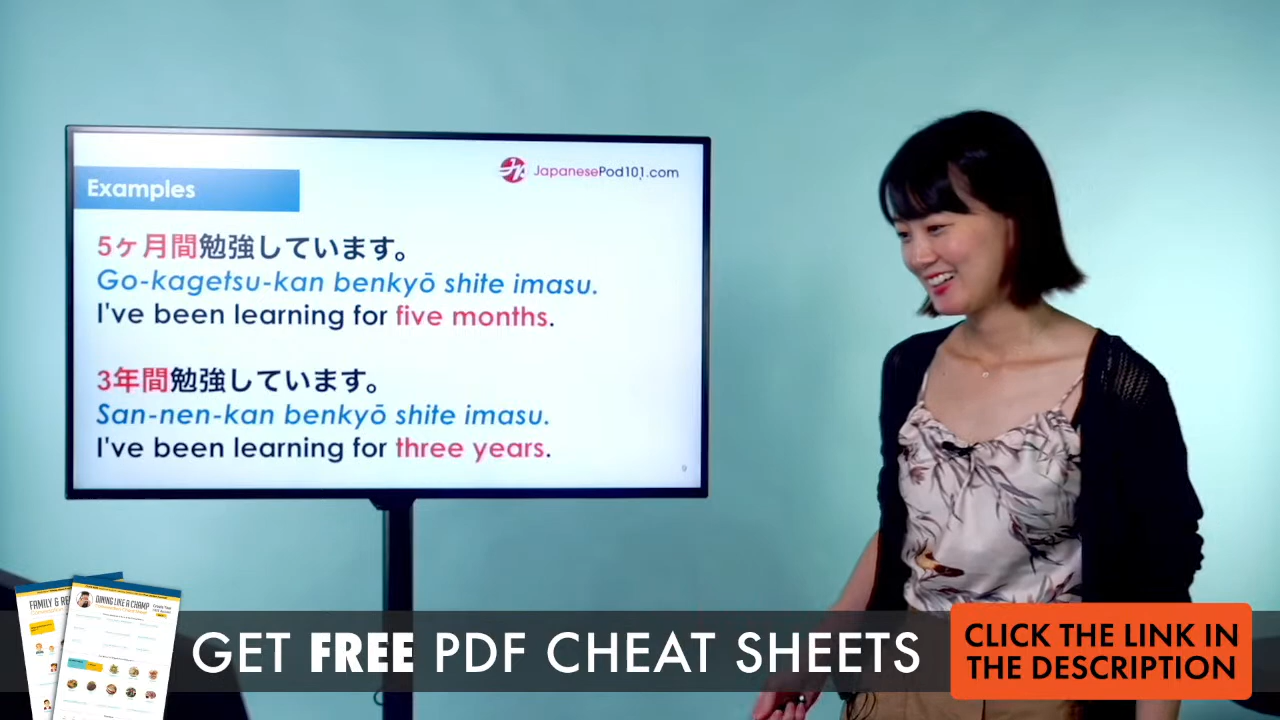 JapanesePod101.com
Examples
5ヶ月間勉強しています。
Go-kagetsu-kan benkyō shite imasu.
I've been learning for five months.
3年間勉強しています。
San-nen-kan benkyō shite imasu.
I've been learning for three years.
9
FAMILY & RE
DINING LIKE A CHAMP
GET FREE PDF CHEAT SHEETS
CLICK THE LINK IN
THE DESCRIPTION